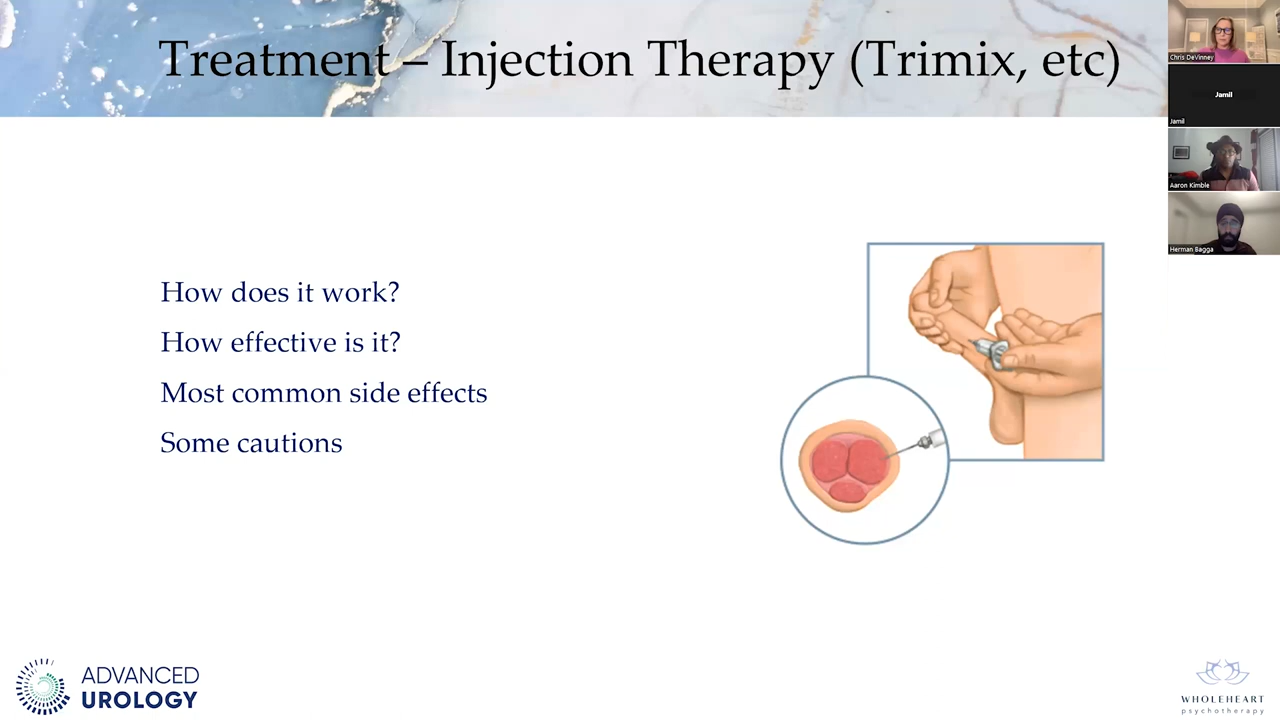 Treatment – Injection Therapy (Trimix, etc)
Chris DeVinney
Jamil
Jamil
Aaron Kimble
Herman Bagga
How does it work?
How effective is it?
Most common side effects
Some cautions
ADVANCED
UROLOGY
WHOLEHEART
psychotherapy